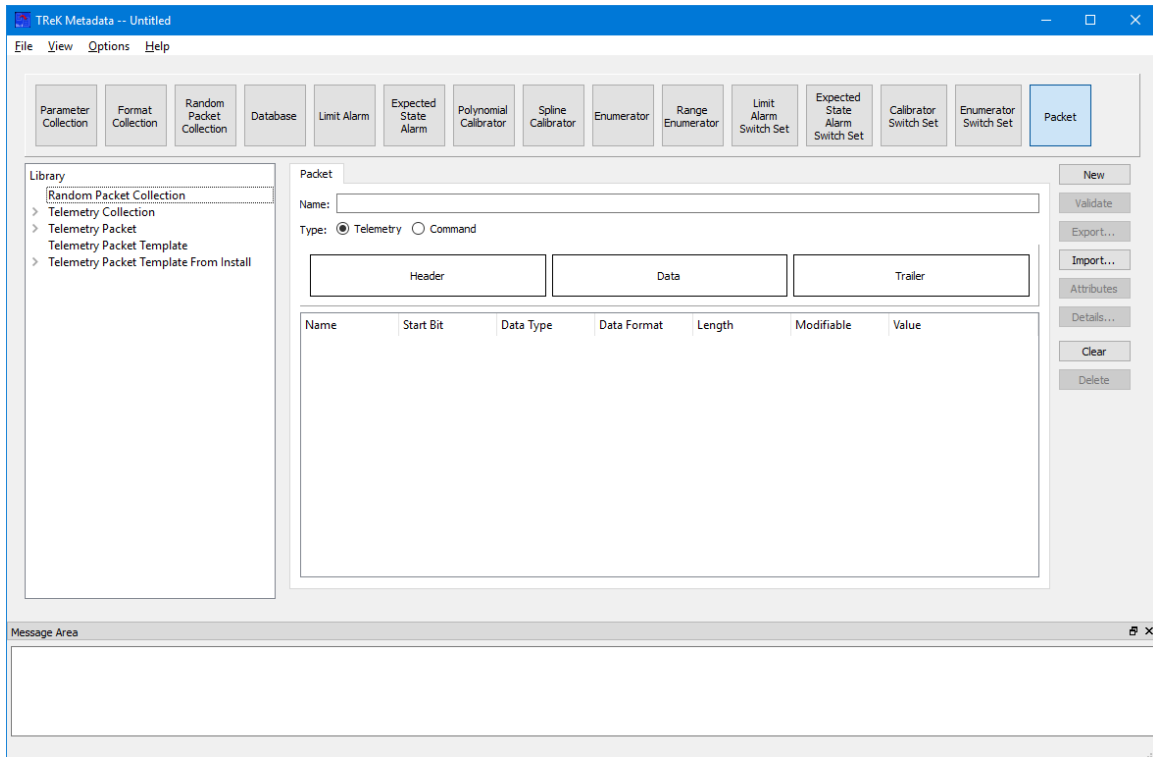 TReK Metadata -- Untitled
File View Options Help
Parameter
Collection
Format
Collection
Random
Packet
Collection
Database
Limit Alarm
Expected
State
Alarm
Polynomial
Calibrator
Spline
Calibrator
Enumerator
Range
Enumerator
Limit
Alarm
Switch Set
Expected
State
Alarm
Switch Set
Calibrator
Switch Set
Enumerator
Switch Set
Packet
Library
Random Packet Collection
Telemetry Collection
Telemetry Packet
Telemetry Packet Template
Telemetry Packet Template From Install
Packet
Name:
Type: Telemetry Command
Header Data Trailer
Name Start Bit Data Type Data Format Length Modifiable Value
New
Validate
Export...
Import...
Attributes
Details...
Clear
Delete
Message Area